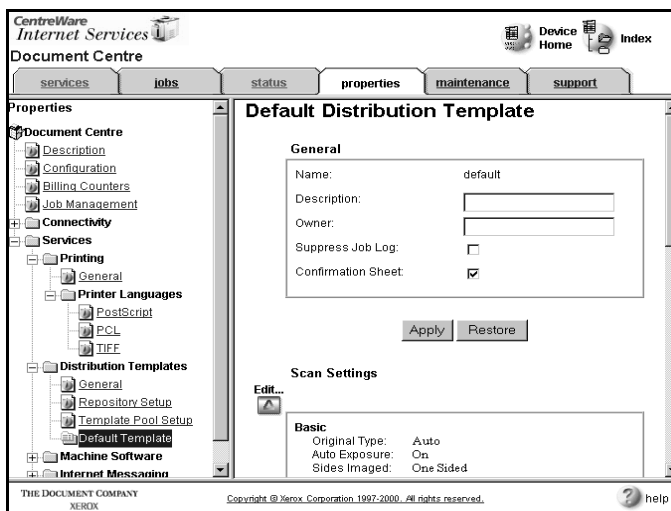 CentreWare
Internet Services
Document Centre
Device Home
Index
services
jobs
status
properties
maintenance
support
Properties
Document Centre
Description
Configuration
Billing Counters
Job Management
Connectivity
Services
Printing
General
Printer Languages
PostScript
PCL
TIFF
Distribution Templates
General
Repository Setup
Template Pool Setup
Default Template
Machine Software
Internet Messaging
Default Distribution Template
General
Name: default
Description:
Owner:
Suppress Job Log:
Confirmation Sheet:
Apply Restore
Scan Settings
Edit...
Basic
Original Type: Auto
Auto Exposure: On
Sides Imaged: One Sided
THE DOCUMENT COMPANY
XEROX
Copyright © Xerox Corporation 1997-2000. All rights reserved.
help